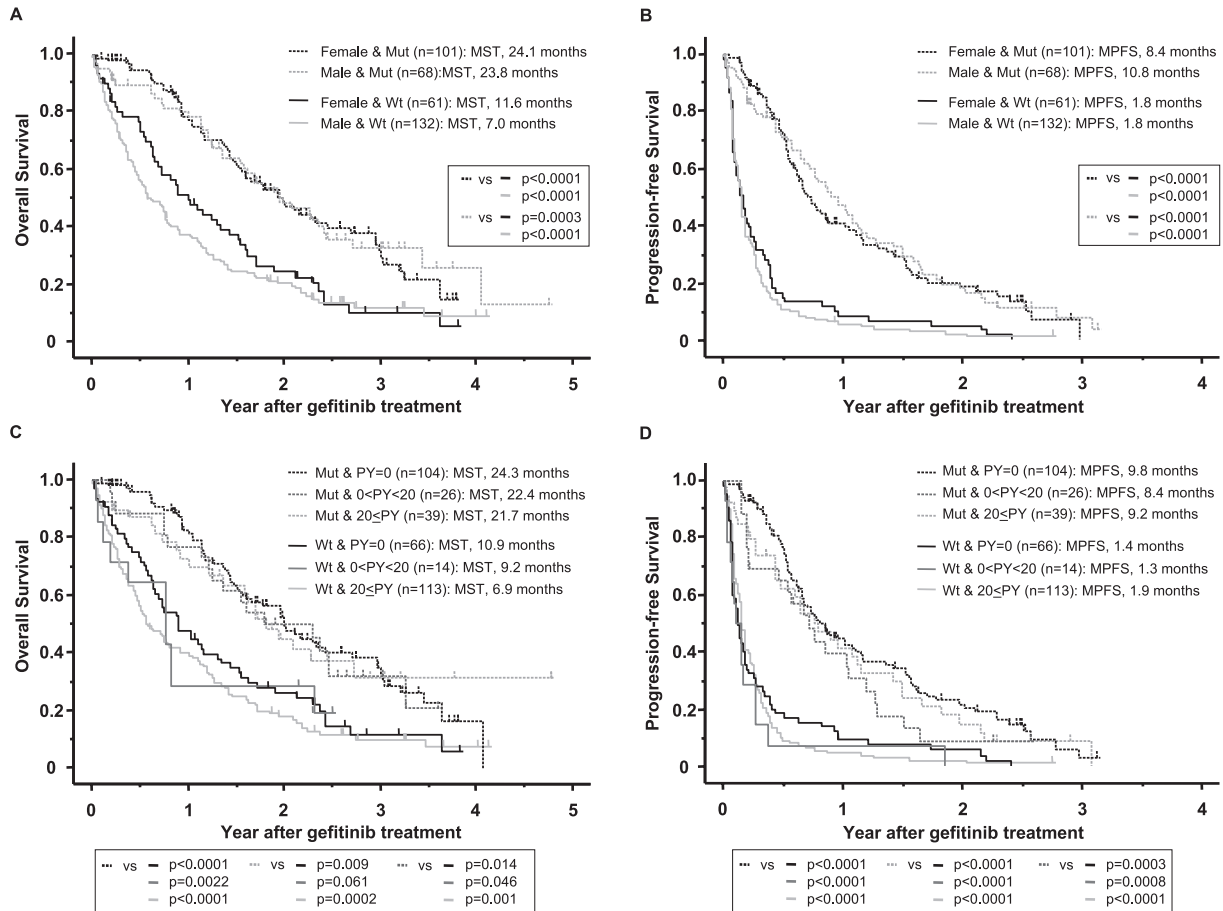 A
Female & Mut (n=101): MST, 24.1 months
Male & Mut (n=68):MST, 23.8 months
Female & Wt (n=61): MST, 11.6 months
Male & Wt (n=132): MST, 7.0 months
vs p<0.0001
p<0.0001
vs p=0.0003
p<0.0001
Overall Survival
1.0
0.8
0.6
0.4
0.2
0
0 1 2 3 4 5
Year after gefitinib treatment
B
Female & Mut (n=101): MPFS, 8.4 months
Male & Mut (n=68): MPFS, 10.8 months
Female & Wt (n=61): MPFS, 1.8 months
Male & Wt (n=132): MPFS, 1.8 months
vs p<0.0001
p<0.0001
vs p<0.0001
p<0.0001
Progression-free Survival
1.0
0.8
0.6
0.4
0.2
0
0 1 2 3 4
Year after gefitinib treatment
C
Mut & PY=0 (n=104): MST, 24.3 months
Mut & 0<PY<20 (n=26): MST, 22.4 months
Mut & 20≤PY (n=39): MST, 21.7 months
Wt & PY=0 (n=66): MST, 10.9 months
Wt & 0<PY<20 (n=14): MST, 9.2 months
Wt & 20≤PY (n=113): MST, 6.9 months
Overall Survival
1.0
0.8
0.6
0.4
0.2
0
0 1 2 3 4 5
Year after gefitinib treatment
vs p<0.0001 vs p=0.009 vs p=0.014
p=0.0022 p=0.061 p=0.046
p<0.0001 p=0.0002 p=0.001
D
Mut & PY=0 (n=104): MPFS, 9.8 months
Mut & 0<PY<20 (n=26): MPFS, 8.4 months
Mut & 20≤PY (n=39): MPFS, 9.2 months
Wt & PY=0 (n=66): MPFS, 1.4 months
Wt & 0<PY<20 (n=14): MPFS, 1.3 months
Wt & 20≤PY (n=113): MPFS, 1.9 months
Progression-free Survival
1.0
0.8
0.6
0.4
0.2
0
0 1 2 3 4
Year after gefitinib treatment
vs p<0.0001 vs p<0.0001 vs p=0.0003
p<0.0001 p<0.0001 p=0.0008
p<0.0001 p<0.0001 p<0.0001